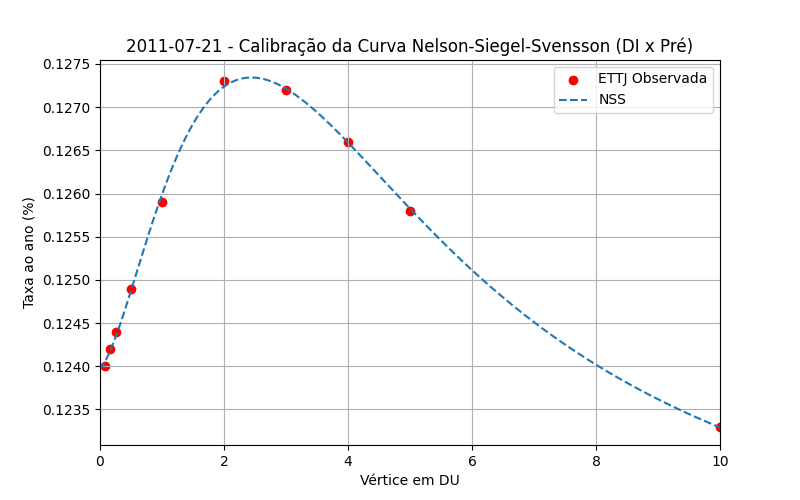 2011-07-21 - Calibração da Curva Nelson-Siegel-Svensson (DI x Pré)
ETTJ Observada
NSS
Taxa ao ano (%)
0.1275
0.1270
0.1265
0.1260
0.1255
0.1250
0.1245
0.1240
0.1235
0 2 4 6 8 10
Vértice em DU